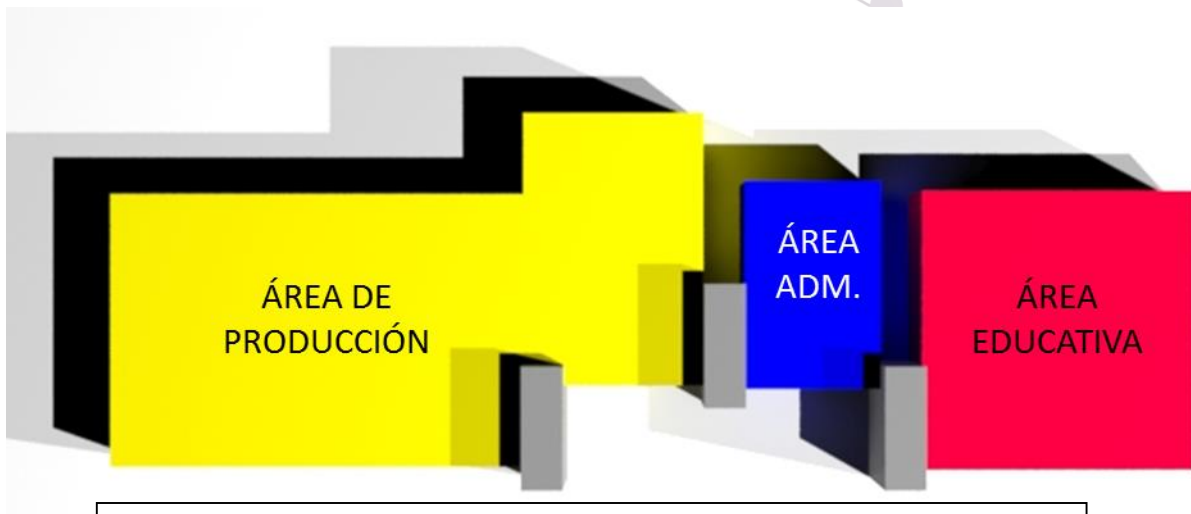 ÁREA DE
PRODUCCIÓN
ÁREA
ADM.
ÁREA
EDUCATIVA